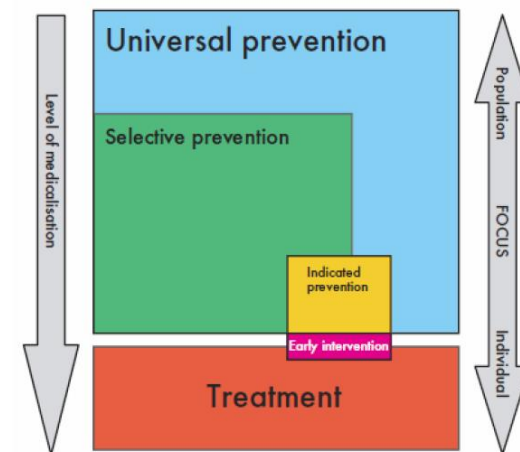 Universal prevention
Selective prevention
Indicated
prevention
Early intervention
Treatment
Level of medicalisation
Population
FOCUS
Individual